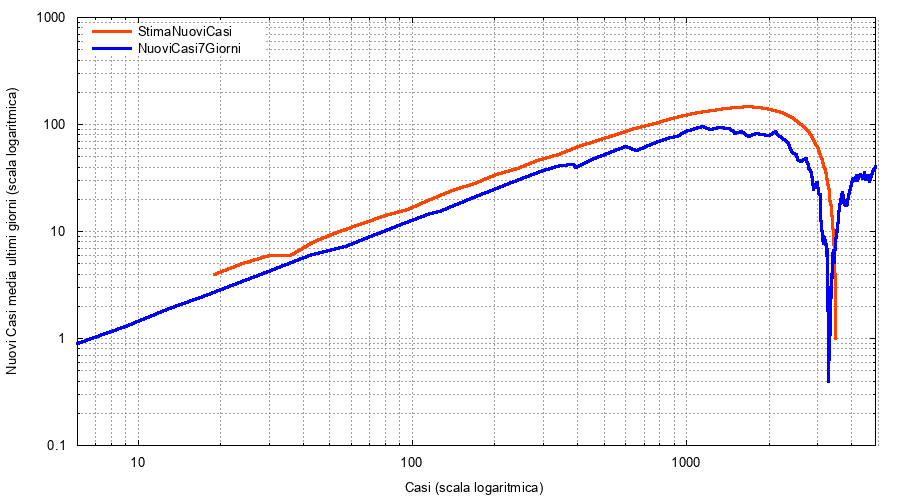 1000
StimaNuoviCasi
NuoviCasi7Giorni
100
10
1
0.1
Nuovi Casi media ultimi giorni (scala logaritmica)
10
100
1000
Casi (scala logaritmica)